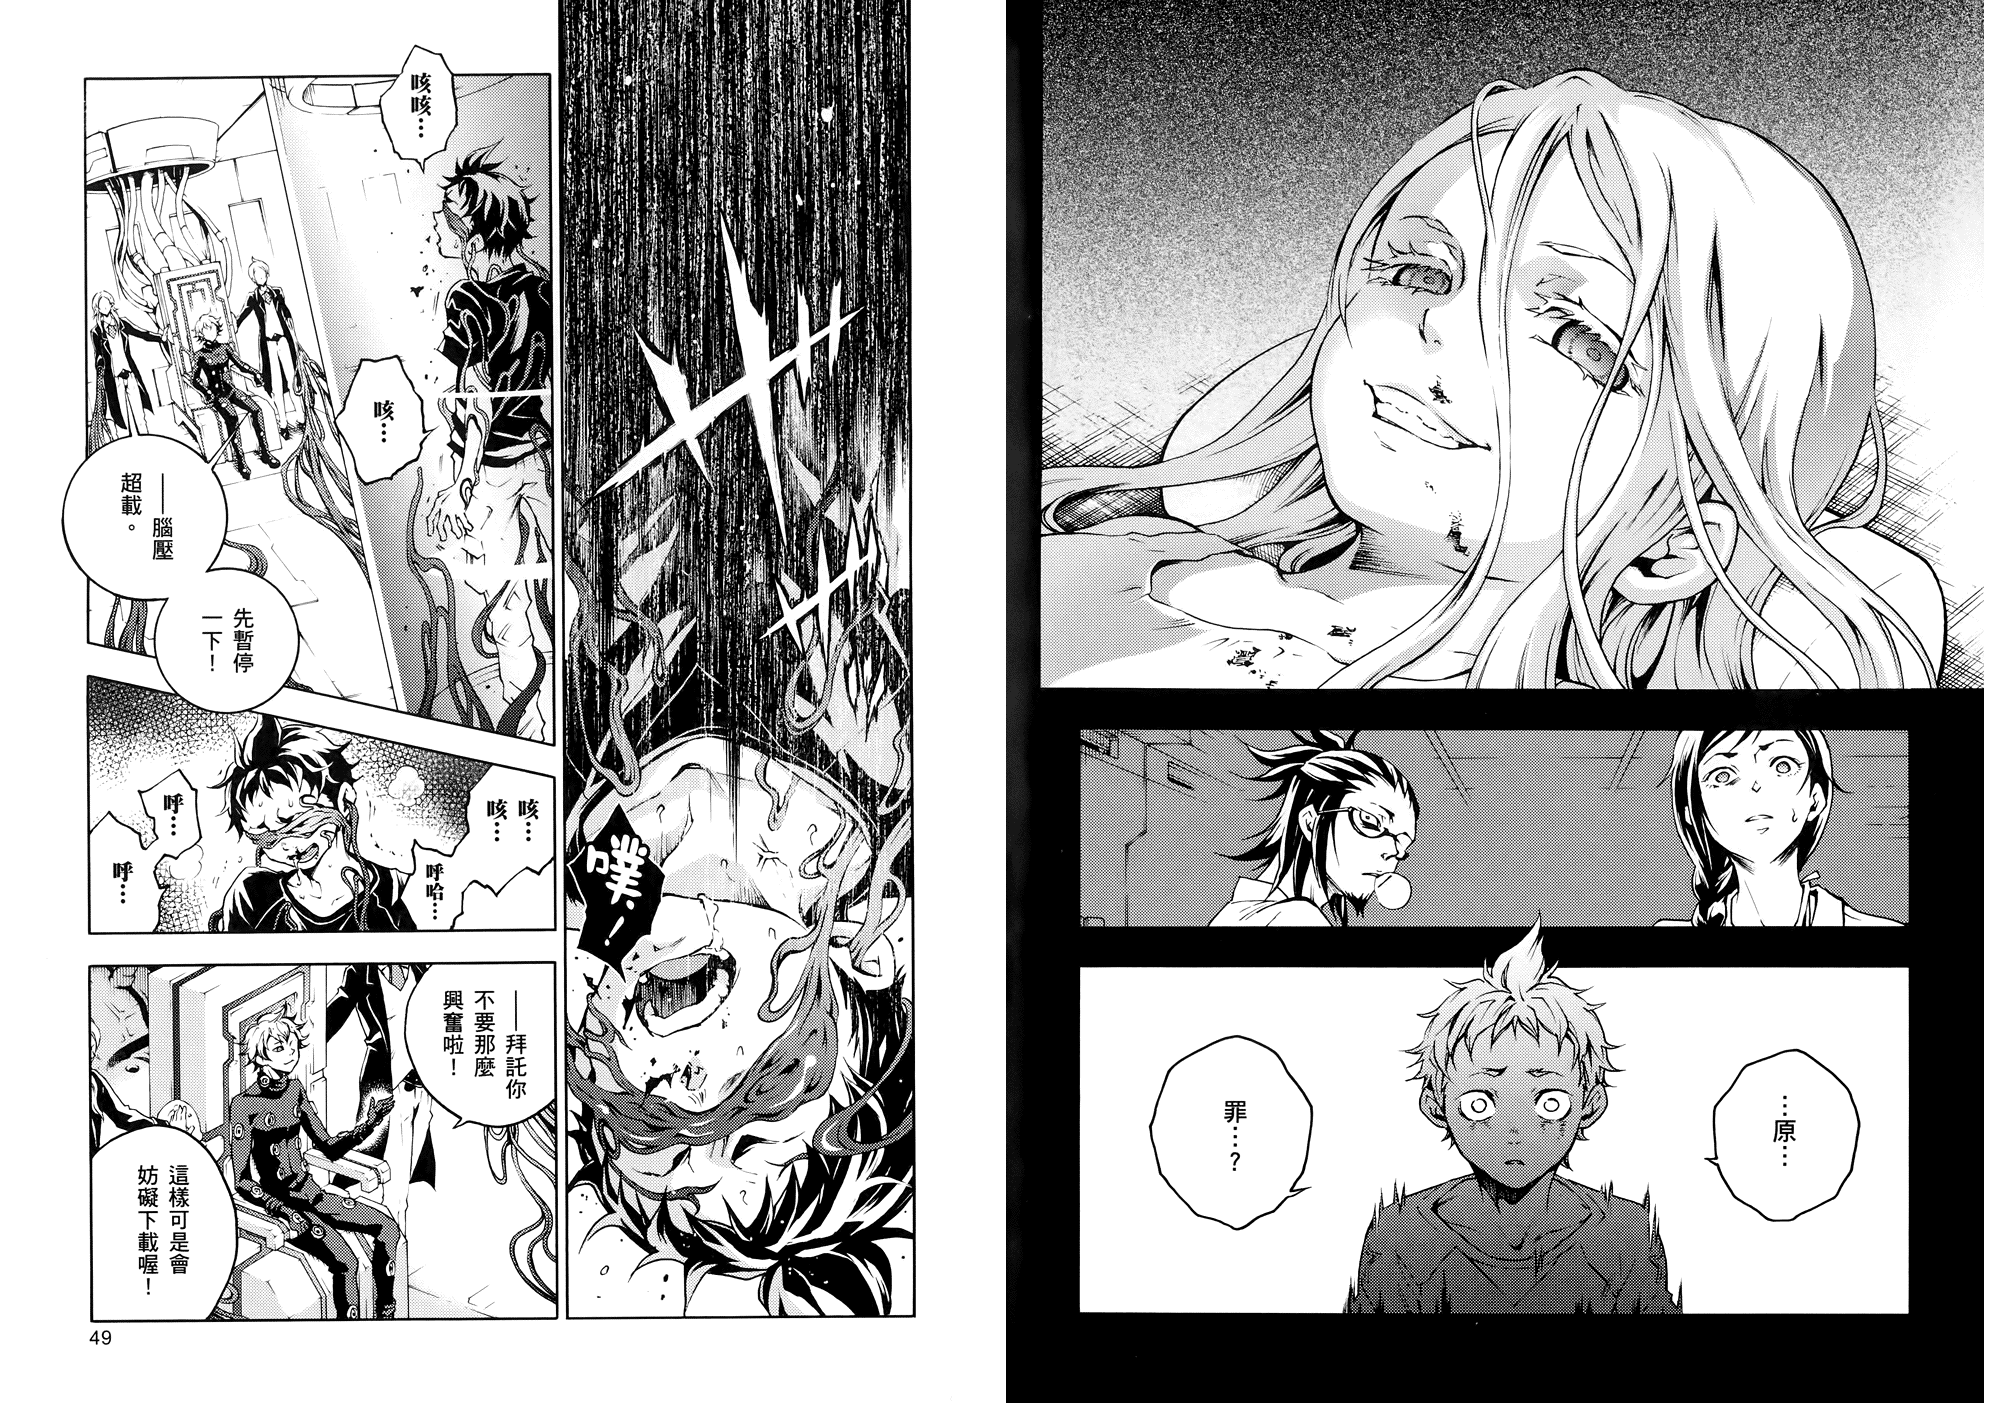 …原…
罪…？
噗！
咳咳…
咳…
——腦壓
超載。
先暫停
一下！
咳…
咳…
呼哈…
呼…
呼…
——拜託你
不要那麼
興奮啦！
這樣可是會
妨礙下載喔！
49